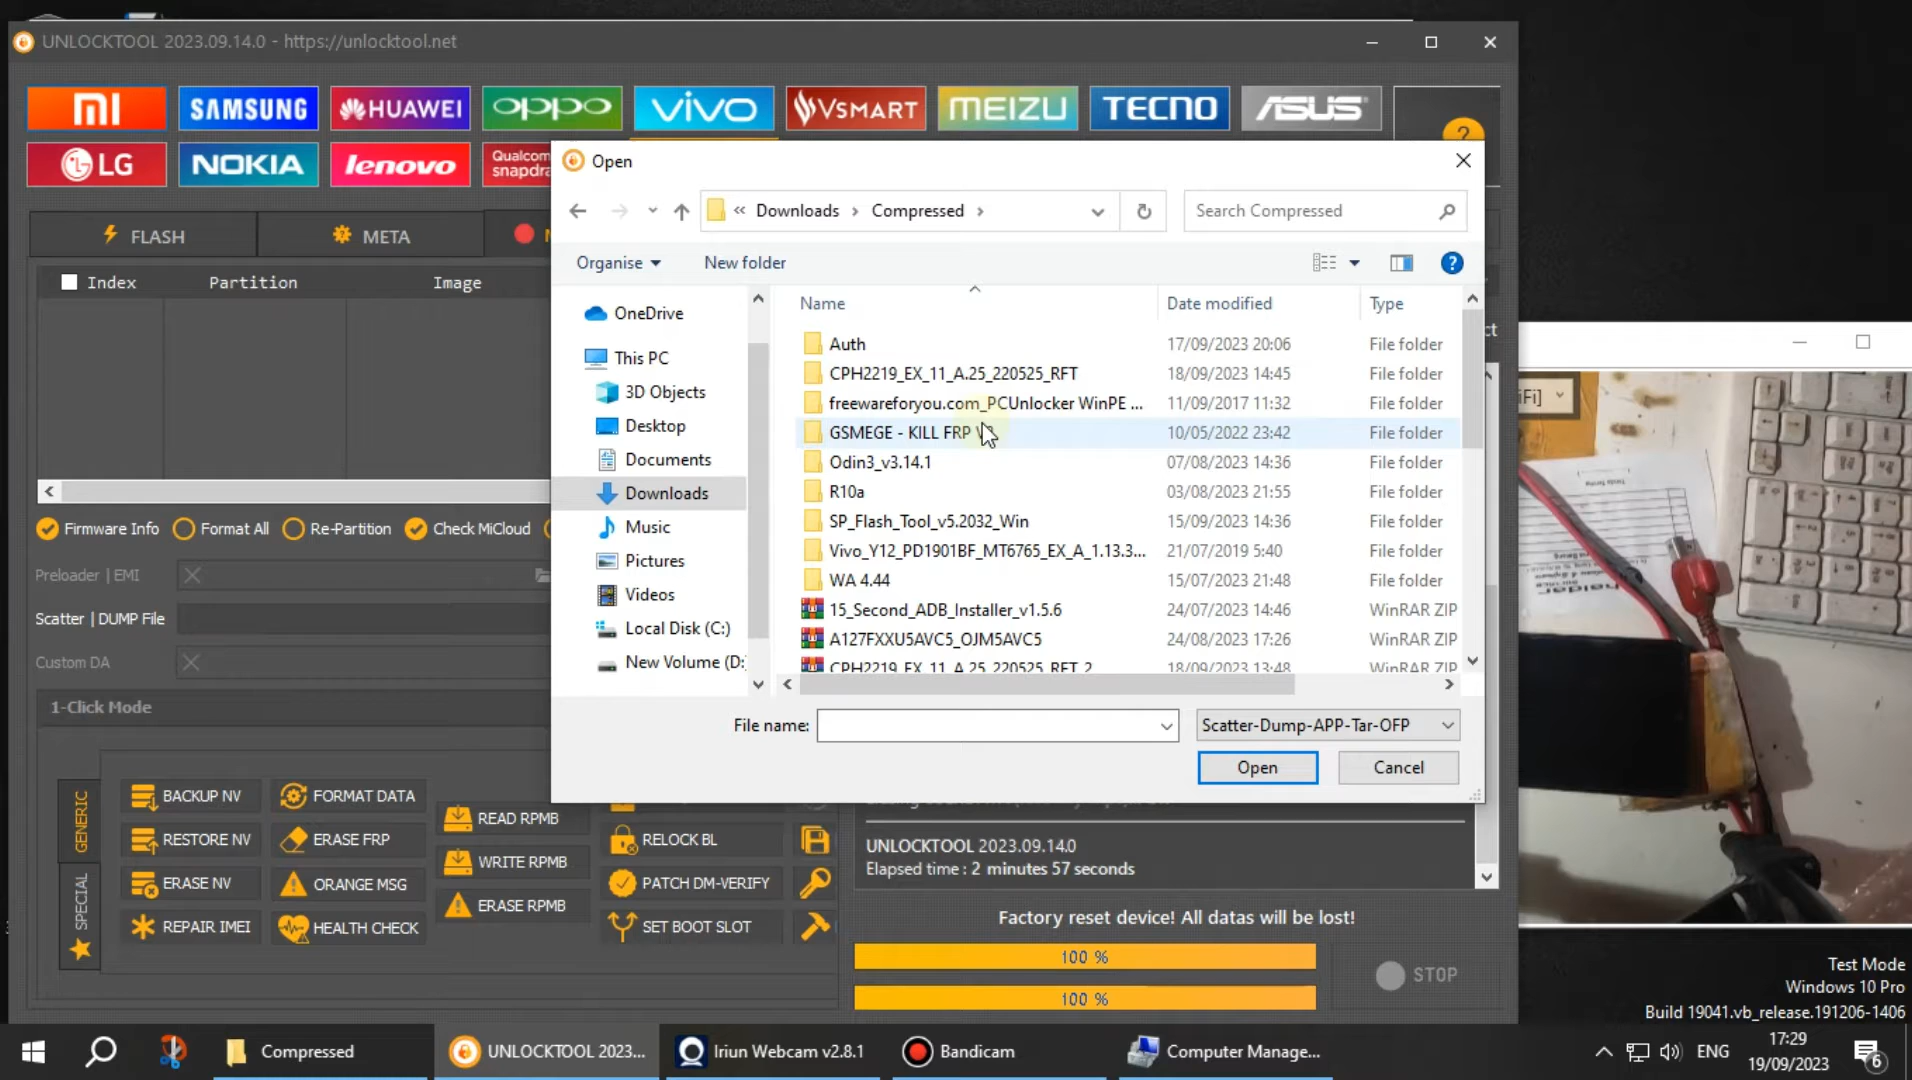 UNLOCKTOOL 2023.09.14.0 - https://unlocktool.net
mi SAMSUNG HUAWEI oppo vivo VSMART MEIZU TECNO ASUS
?
LG NOKIA lenovo Qualcom
snapdra
FLASH META
Index Partition Image
Firmware Info Format All Re-Partition Check MiCloud
Preloader | EMI
Scatter | DUMP File
Custom DA
1-Click Mode
GENERIC
SPECIAL
BACKUP NV FORMAT DATA
READ RPMB
RESTORE NV ERASE FRP RELOCK BL
WRITE RPMB
ERASE NV ORANGE MSG PATCH DM-VERIFY
ERASE RPMB
REPAIR IMEI HEALTH CHECK SET BOOT SLOT
Open
« Downloads › Compressed ›
Search Compressed
Organise New folder
?
OneDrive
This PC
3D Objects
Desktop
Documents
Downloads
Music
Pictures
Videos
Local Disk (C:)
New Volume (D:
Name Date modified Type
Auth 17/09/2023 20:06 File folder
CPH2219_EX_11_A.25_220525_RFT 18/09/2023 14:45 File folder
freewareforyou.com_PCUnlocker WinPE ... 11/09/2017 11:32 File folder
GSMEGE - KILL FRP 10/05/2022 23:42 File folder
Odin3_v3.14.1 07/08/2023 14:36 File folder
R10a 03/08/2023 21:55 File folder
SP_Flash_Tool_v5.2032_Win 15/09/2023 14:36 File folder
Vivo_Y12_PD1901BF_MT6765_EX_A_1.13.3... 21/07/2019 5:40 File folder
WA 4.44 15/07/2023 21:48 File folder
15_Second_ADB_Installer_v1.5.6 24/07/2023 14:46 WinRAR ZIP
A127FXXU5AVC5_OJM5AVC5 24/08/2023 17:26 WinRAR ZIP
CPH2219_EX_11_A.25_220525_RFT_2 18/09/2023 13:48 WinRAR ZIP
File name:
Scatter-Dump-APP-Tar-OFP
Open Cancel
UNLOCKTOOL 2023.09.14.0
Elapsed time : 2 minutes 57 seconds
Factory reset device! All datas will be lost!
100 %
100 %
STOP
Test Mode
Windows 10 Pro
Build 19041.vb_release.191206-1406
Compressed
UNLOCKTOOL 2023...
Iriun Webcam v2.8.1
Bandicam
Computer Manage...
ENG
17:29
19/09/2023
6